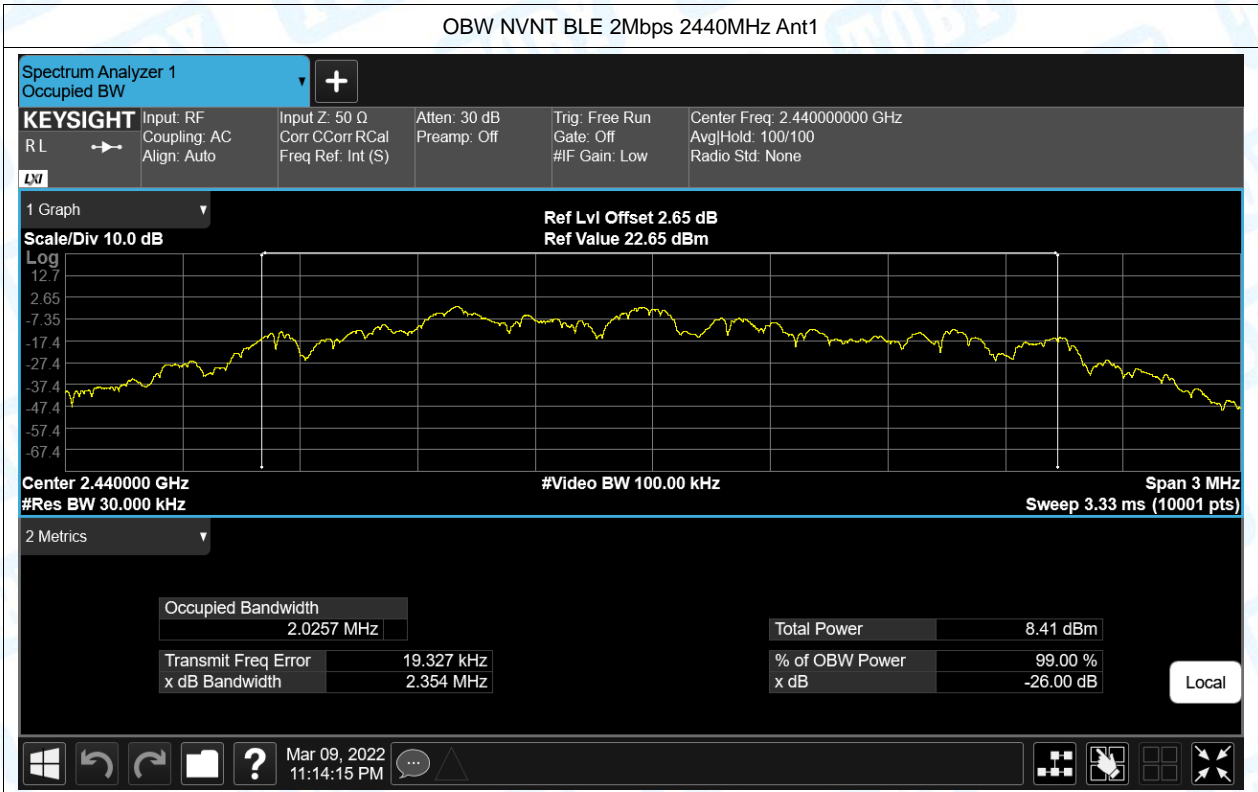 OBW NVNT BLE 2Mbps 2440MHz Ant1
Spectrum Analyzer 1
Occupied BW
KEYSIGHT
R L
LXI
Input: RF
Coupling: AC
Align: Auto
Input Z: 50 Ω
Corr CCorr RCal
Freq Ref: Int (S)
Atten: 30 dB
Preamp: Off
Trig: Free Run
Gate: Off
#IF Gain: Low
Center Freq: 2.440000000 GHz
Avg|Hold: 100/100
Radio Std: None
1 Graph
Scale/Div 10.0 dB
Ref Lvl Offset 2.65 dB
Ref Value 22.65 dBm
Log
12.7
2.65
-7.35
-17.4
-27.4
-37.4
-47.4
-57.4
-67.4
Center 2.440000 GHz
#Res BW 30.000 kHz
#Video BW 100.00 kHz
Span 3 MHz
Sweep 3.33 ms (10001 pts)
2 Metrics
Occupied Bandwidth
2.0257 MHz
Transmit Freq Error 19.327 kHz
x dB Bandwidth 2.354 MHz
Total Power 8.41 dBm
% of OBW Power 99.00 %
x dB -26.00 dB
Local
?
Mar 09, 2022
11:14:15 PM